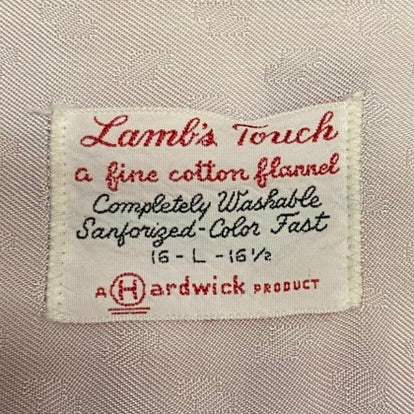 Lamb's Touch
a fine cotton flannel
Completely Washable
Sanforized-Color Fast
16-L-16½
A Hardwick PRODUCT